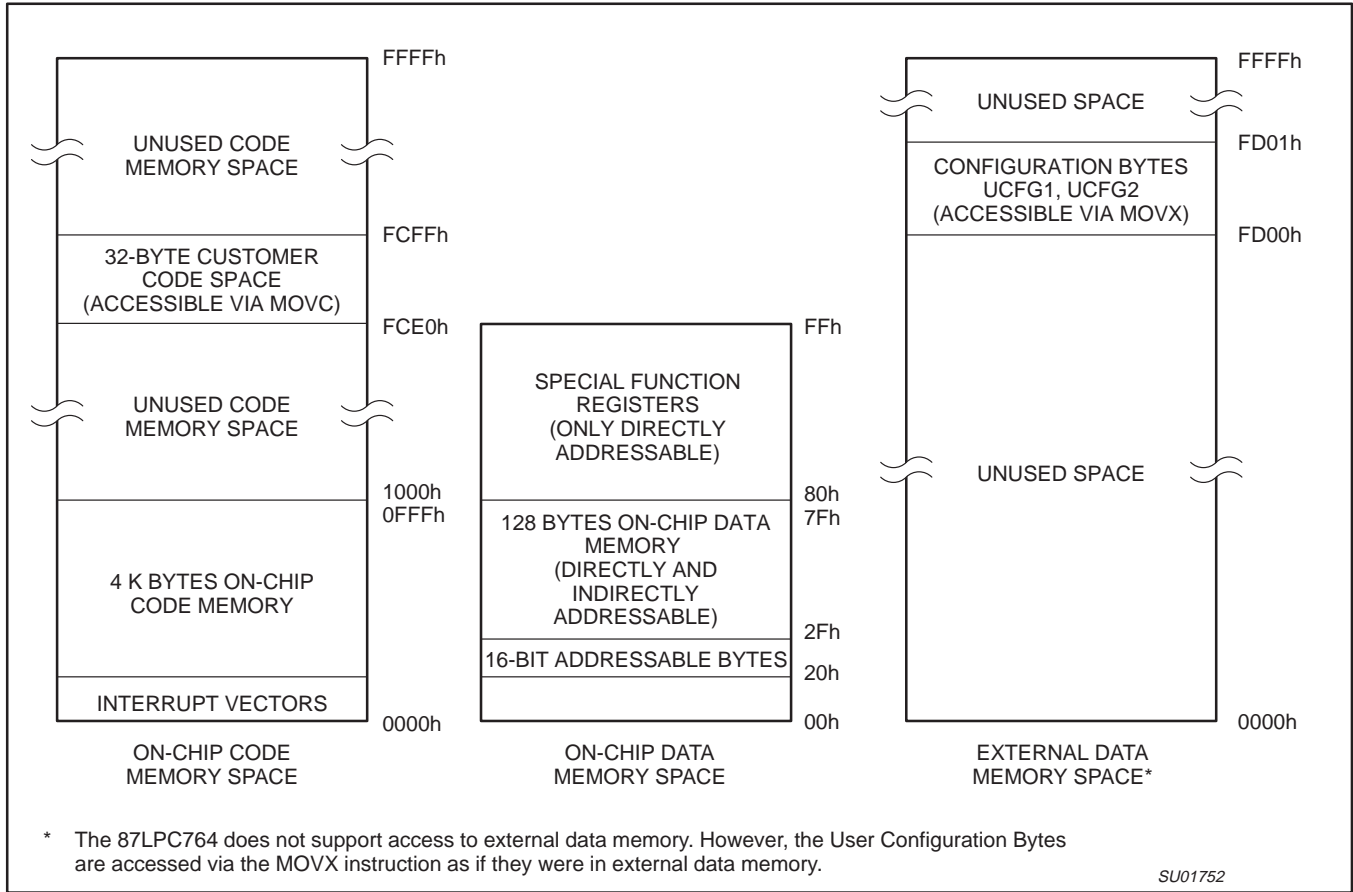 FFFFh
UNUSED CODE
MEMORY SPACE
FCFFh
32-BYTE CUSTOMER
CODE SPACE
(ACCESSIBLE VIA MOVC)
FCE0h
UNUSED CODE
MEMORY SPACE
1000h
0FFFh
4 K BYTES ON-CHIP
CODE MEMORY
INTERRUPT VECTORS
0000h
ON-CHIP CODE
MEMORY SPACE
FFh
SPECIAL FUNCTION
REGISTERS
(ONLY DIRECTLY
ADDRESSABLE)
80h
7Fh
128 BYTES ON-CHIP DATA
MEMORY
(DIRECTLY AND
INDIRECTLY
ADDRESSABLE)
2Fh
16-BIT ADDRESSABLE BYTES
20h
00h
ON-CHIP DATA
MEMORY SPACE
FFFFh
UNUSED SPACE
FD01h
CONFIGURATION BYTES
UCFG1, UCFG2
(ACCESSIBLE VIA MOVX)
FD00h
UNUSED SPACE
0000h
EXTERNAL DATA
MEMORY SPACE*
* The 87LPC764 does not support access to external data memory. However, the User Configuration Bytes
are accessed via the MOVX instruction as if they were in external data memory.
SU01752